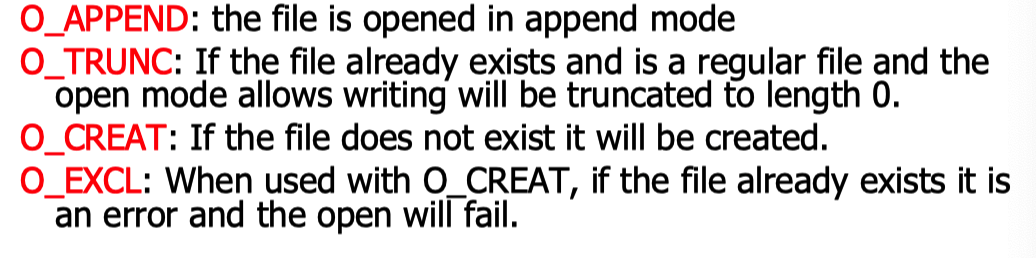 O_APPEND: the file is opened in append mode
O_TRUNC: If the file already exists and is a regular file and the
open mode allows writing will be truncated to length 0.
O_CREAT: If the file does not exist it will be created.
O_EXCL: When used with O_CREAT, if the file already exists it is
an error and the open will fail.